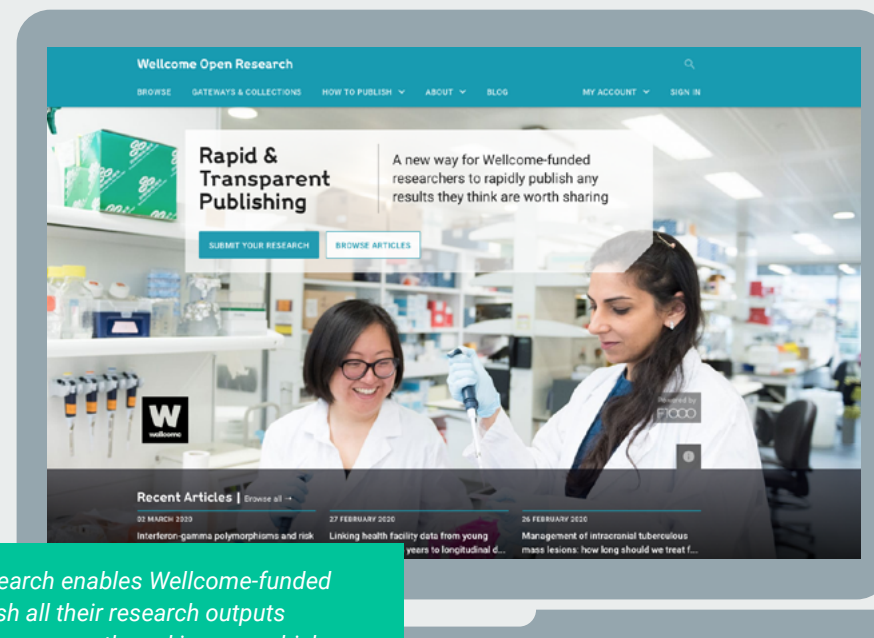 Wellcome Open Research
BROWSE GATEWAYS & COLLECTIONS HOW TO PUBLISH ABOUT BLOG MY ACCOUNT SIGN IN
Rapid &
Transparent
Publishing
A new way for Wellcome-funded
researchers to rapidly publish any
results they think are worth sharing
SUBMIT YOUR RESEARCH BROWSE ARTICLES
W
wellcome
Powered by
F1000
Recent Articles | Browse all →
02 MARCH 2020
Interferon-gamma polymorphisms and risk
27 FEBRUARY 2020
Linking health facility data from young
years to longitudinal d...
26 FEBRUARY 2020
Management of intracranial tuberculous
mass lesions: how long should we treat f...
search enables Wellcome-funded
sh all their research outputs